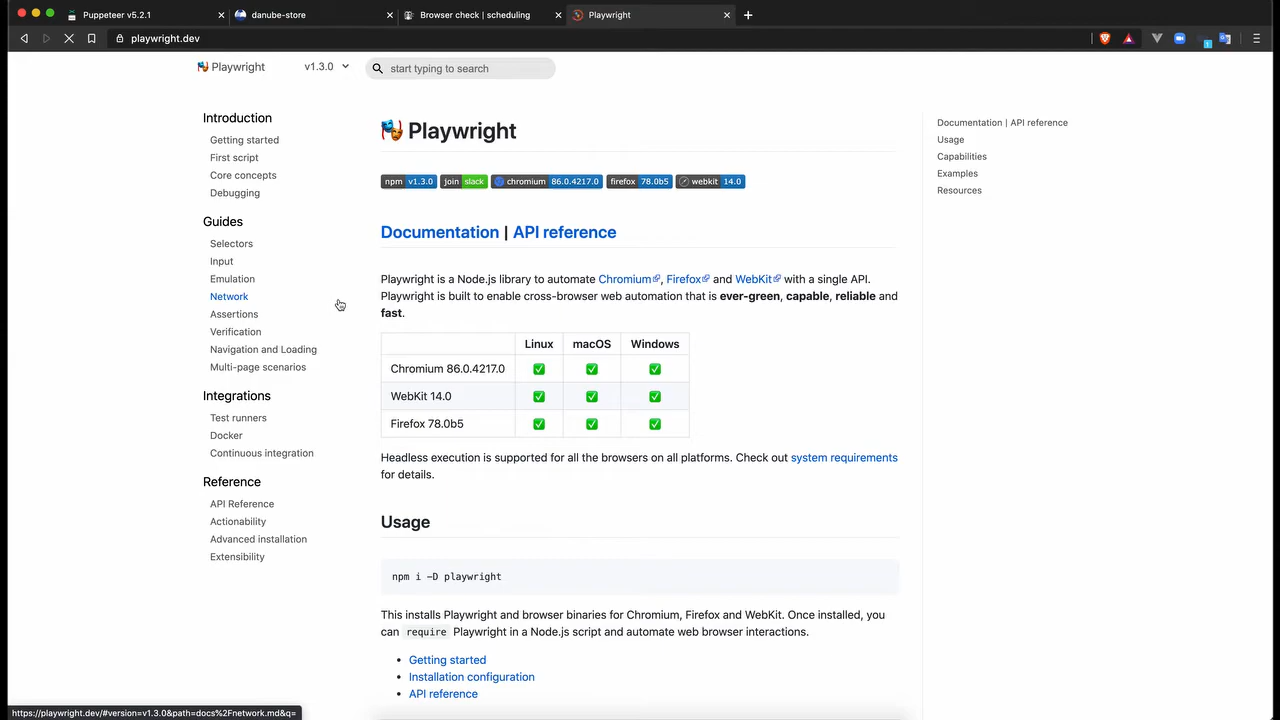 Puppeteer v5.2.1
danube-store
Browser check | scheduling
Playwright
playwright.dev
Playwright
v1.3.0
start typing to search
Introduction
Getting started
First script
Core concepts
Debugging
Guides
Selectors
Input
Emulation
Network
Assertions
Verification
Navigation and Loading
Multi-page scenarios
Integrations
Test runners
Docker
Continuous integration
Reference
API Reference
Actionability
Advanced installation
Extensibility
Playwright
npm v1.3.0 join slack chromium 86.0.4217.0 firefox 78.0b5 webkit 14.0
Documentation | API reference
Playwright is a Node.js library to automate Chromium, Firefox and WebKit with a single API.
Playwright is built to enable cross-browser web automation that is ever-green, capable, reliable and
fast.
Linux macOS Windows
Chromium 86.0.4217.0 ✅ ✅ ✅
WebKit 14.0 ✅ ✅ ✅
Firefox 78.0b5 ✅ ✅ ✅
Headless execution is supported for all the browsers on all platforms. Check out system requirements
for details.
Usage
npm i -D playwright
This installs Playwright and browser binaries for Chromium, Firefox and WebKit. Once installed, you
can require Playwright in a Node.js script and automate web browser interactions.
• Getting started
• Installation configuration
• API reference
Documentation | API reference
Usage
Capabilities
Examples
Resources
https://playwright.dev/#version=v1.3.0&path=docs%2Fnetwork.md&q=